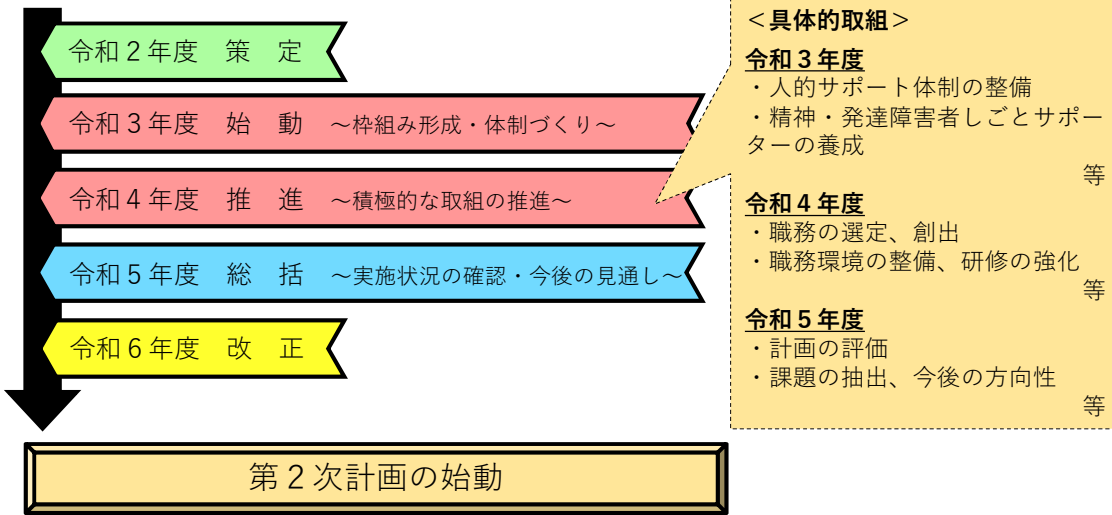 令和２年度　策　定
令和３年度　始　動　～枠組み形成・体制づくり～
令和４年度　推　進　～積極的な取組の推進～
令和５年度　総　括　～実施状況の確認・今後の見通し～
令和６年度　改　正
第２次計画の始動
＜具体的取組＞
令和３年度
・人的サポート体制の整備
・精神・発達障害者しごとサポー
ターの養成
等
令和４年度
・職務の選定、創出
・職務環境の整備、研修の強化
等
令和５年度
・計画の評価
・課題の抽出、今後の方向性
等